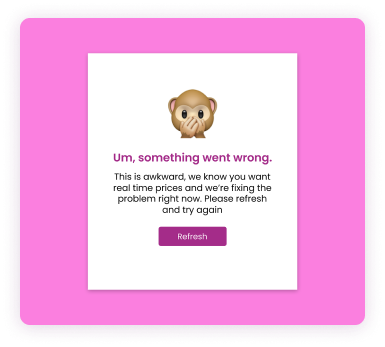 Um, something went wrong.
This is awkward, we know you want
real time prices and we're fixing the
problem right now. Please refresh
and try again
Refresh